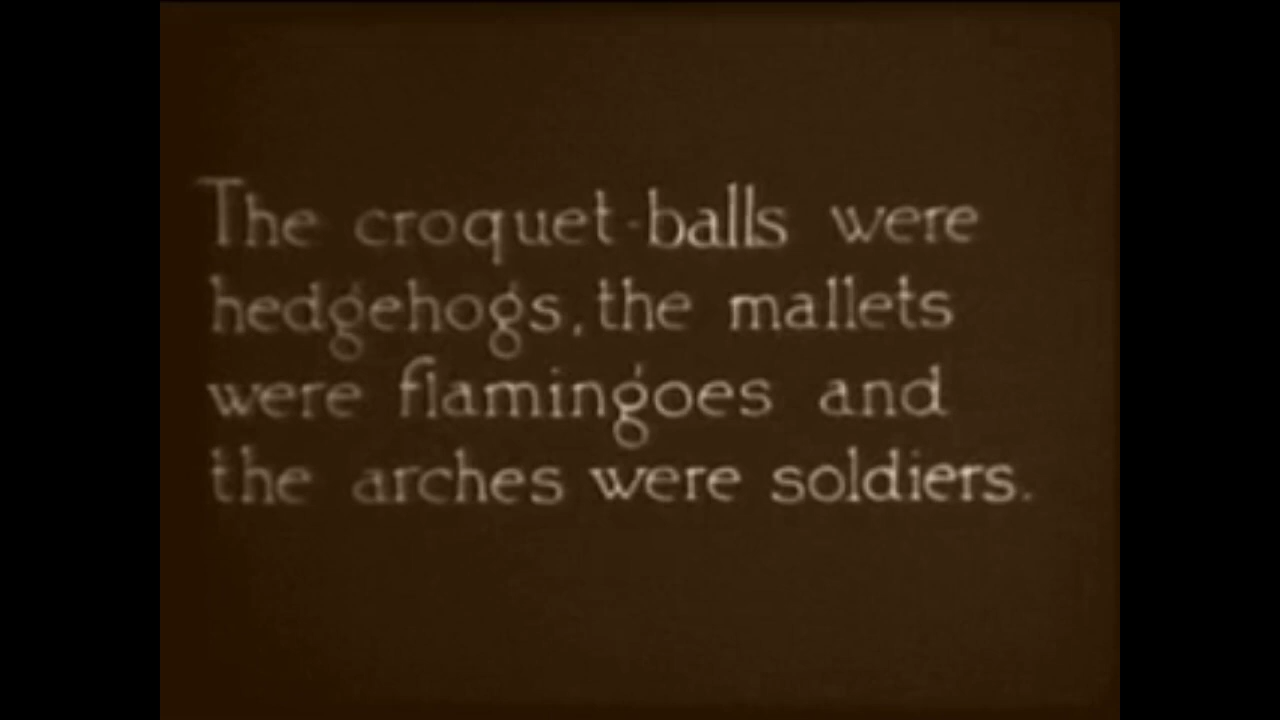 The croquet-balls were
hedgehogs, the mallets
were flamingoes and
the arches were soldiers.